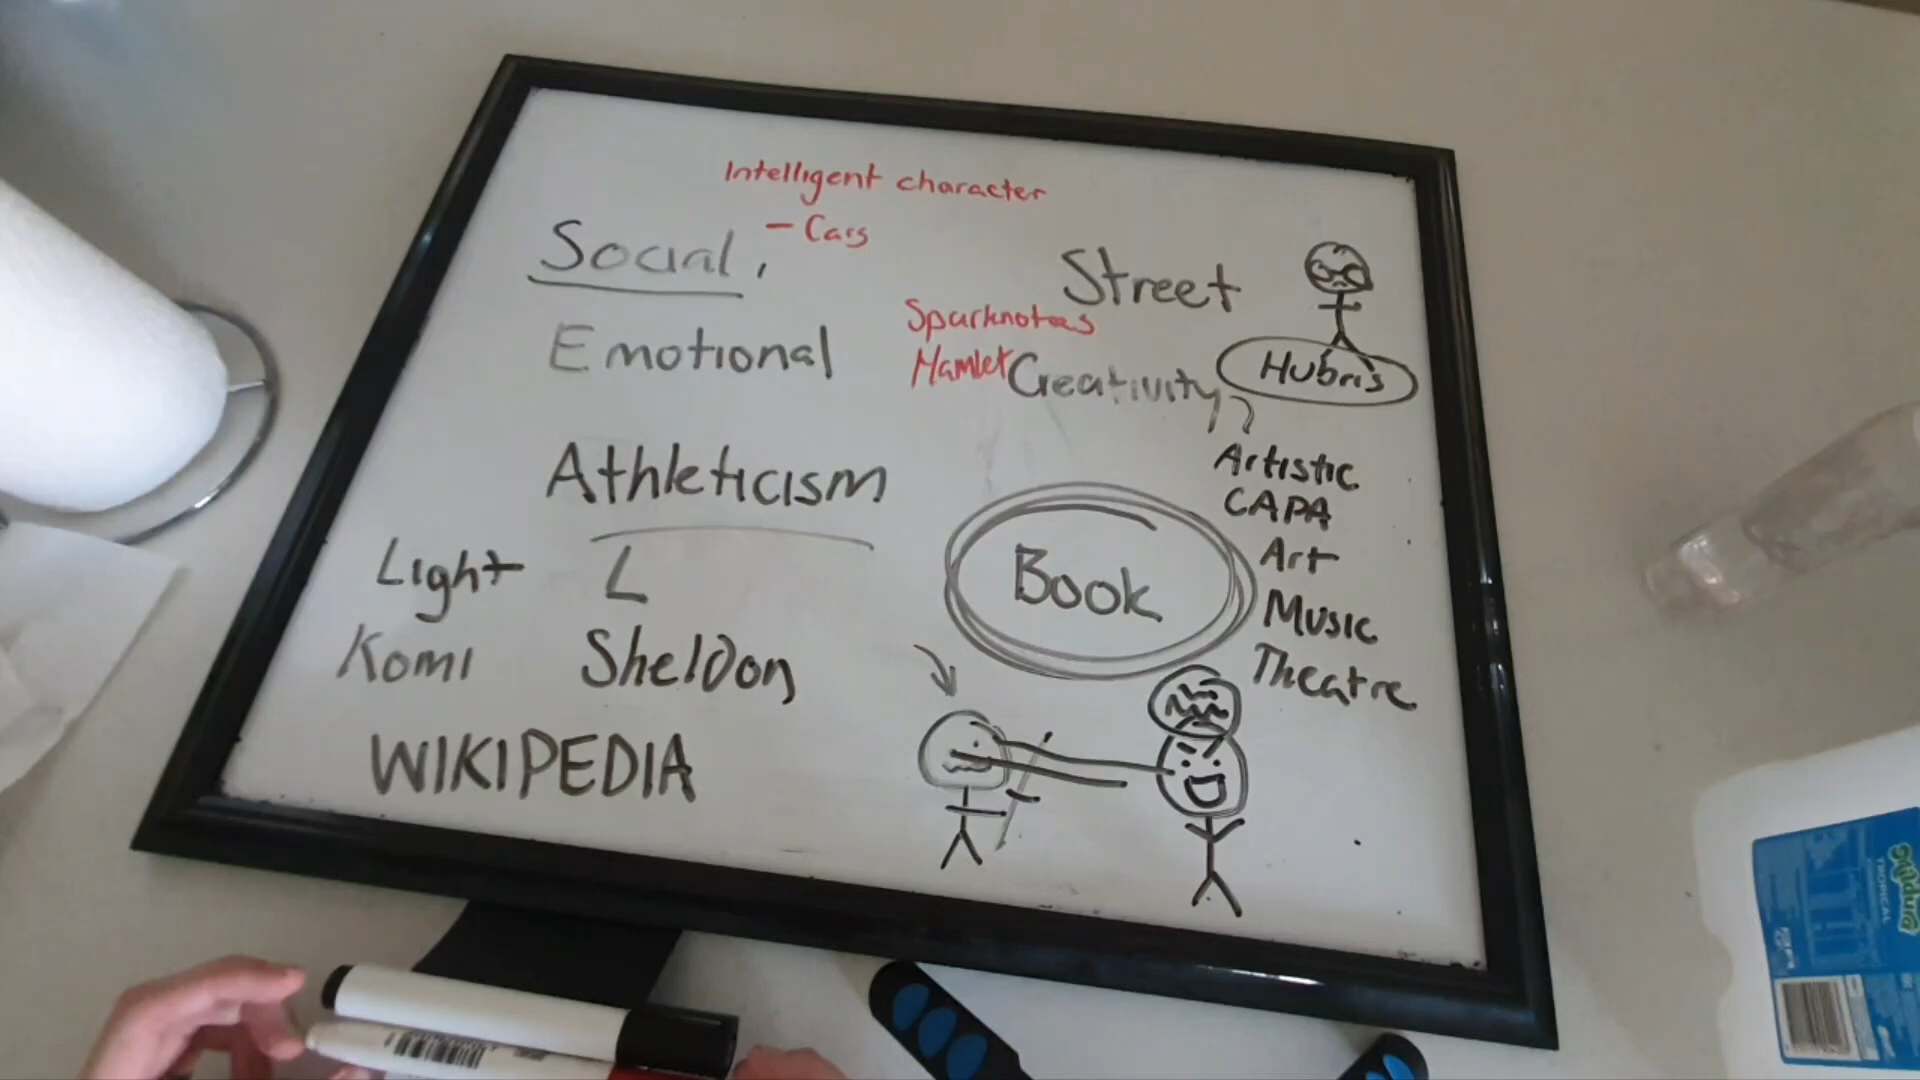 Intelligent character
- Cars
Social,
Emotional
Athleticism
Light L
Komi Sheldon
WIKIPEDIA
Street
Sparknotes
Hamlet Creativity
Hubris
Artistic
CAPA
Art
Music
Theatre
Book